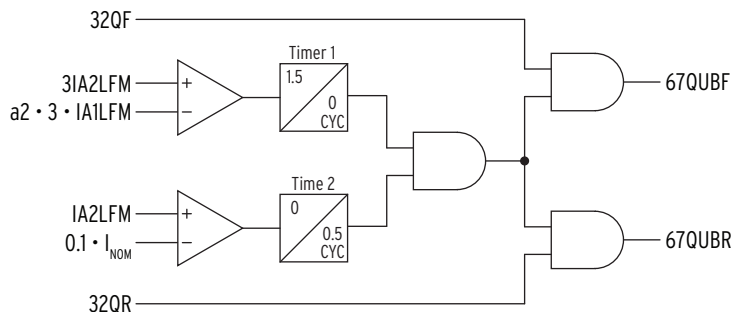 32QF
Timer 1
3IA2LFM
+
1.5
67QUBF
a2 • 3 • IA1LFM
−
0
CYC
Time 2
IA2LFM
+
0
0.1 • INOM
−
0.5
CYC
67QUBR
32QR